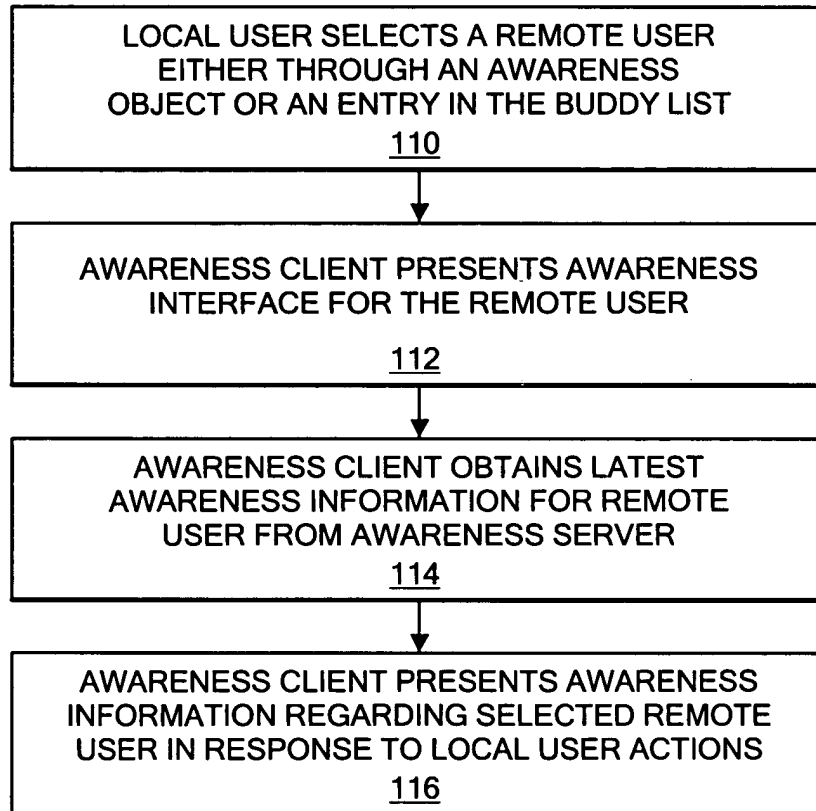 LOCAL USER SELECTS A REMOTE USER
EITHER THROUGH AN AWARENESS
OBJECT OR AN ENTRY IN THE BUDDY LIST
110
AWARENESS CLIENT PRESENTS AWARENESS
INTERFACE FOR THE REMOTE USER
112
AWARENESS CLIENT OBTAINS LATEST
AWARENESS INFORMATION FOR REMOTE
USER FROM AWARENESS SERVER
114
AWARENESS CLIENT PRESENTS AWARENESS
INFORMATION REGARDING SELECTED REMOTE
USER IN RESPONSE TO LOCAL USER ACTIONS
116